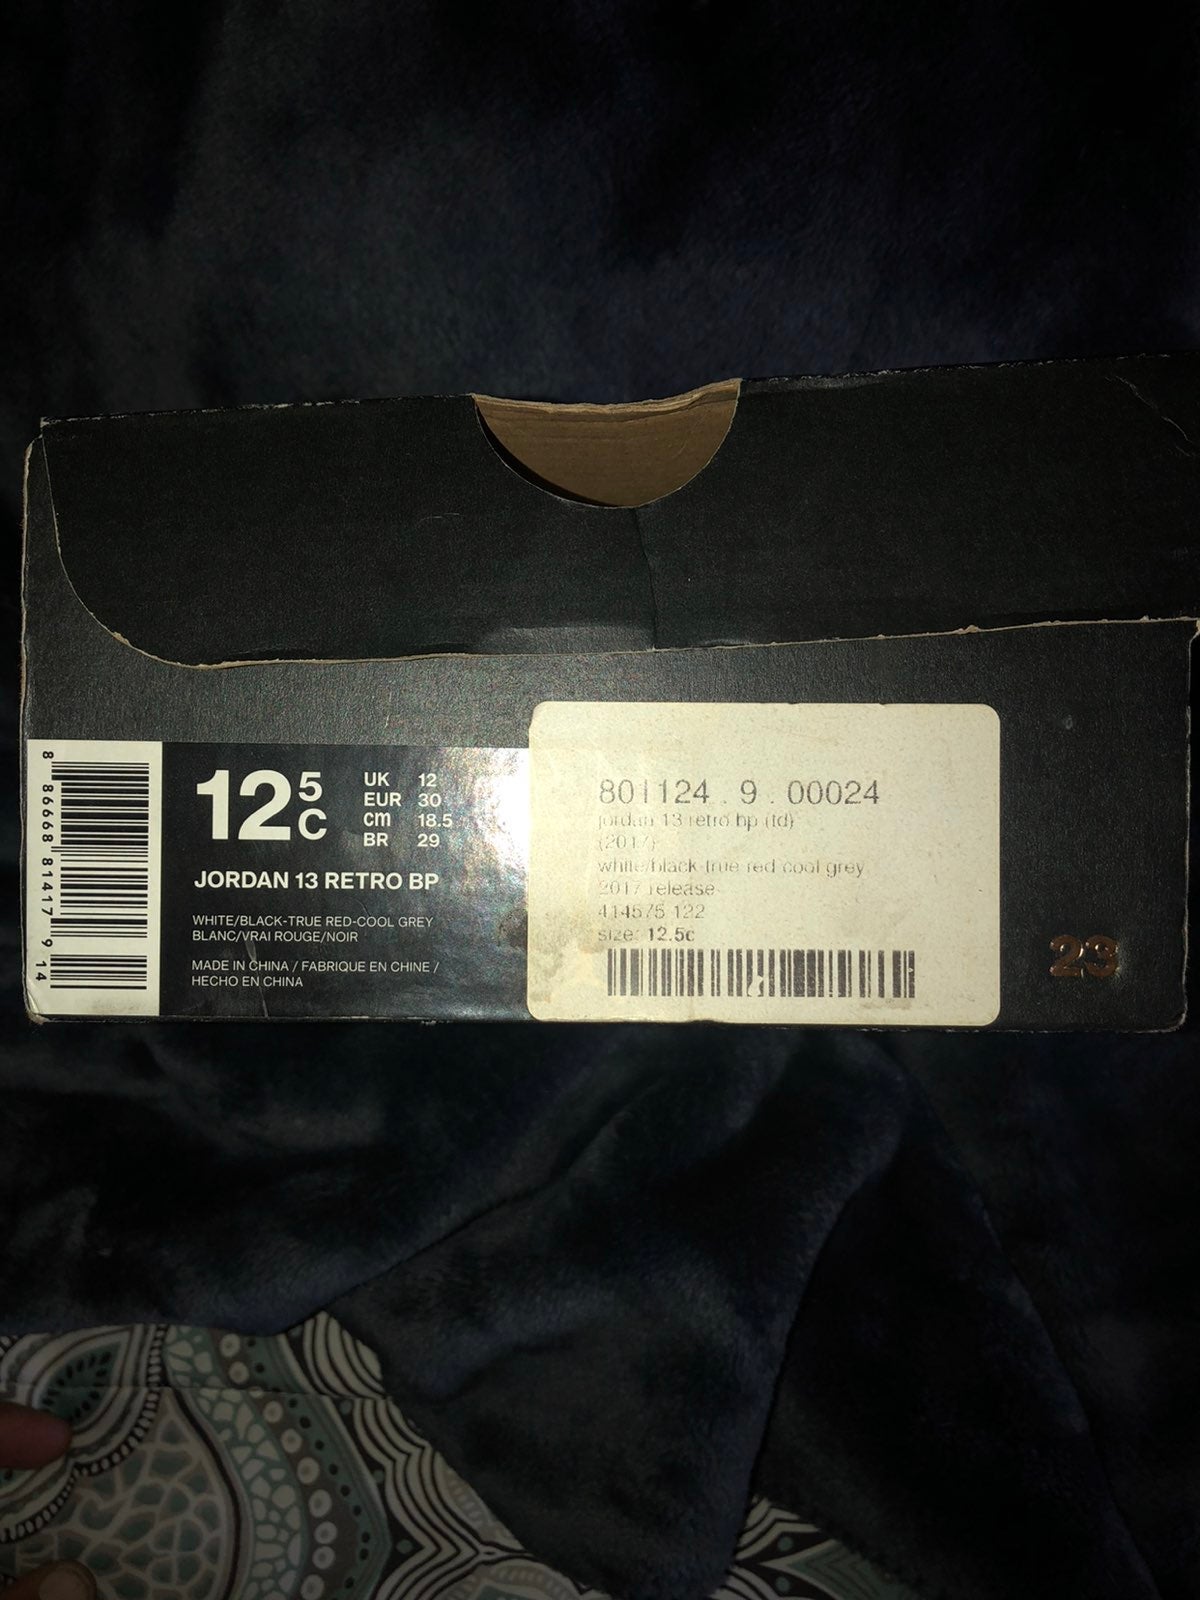 8 86668 81417 9 14
12 5 C
UK 12
EUR 30
cm 18.5
BR 29
JORDAN 13 RETRO BP
WHITE/BLACK-TRUE RED-COOL GREY
BLANC/VRAI ROUGE/NOIR
MADE IN CHINA / FABRIQUE EN CHINE /
HECHO EN CHINA
801124 . 9 . 00024
jordan 13 retro bp (td)
(2017)
white/black-true red-cool grey
2017 release
414575 122
size: 12.5c
23